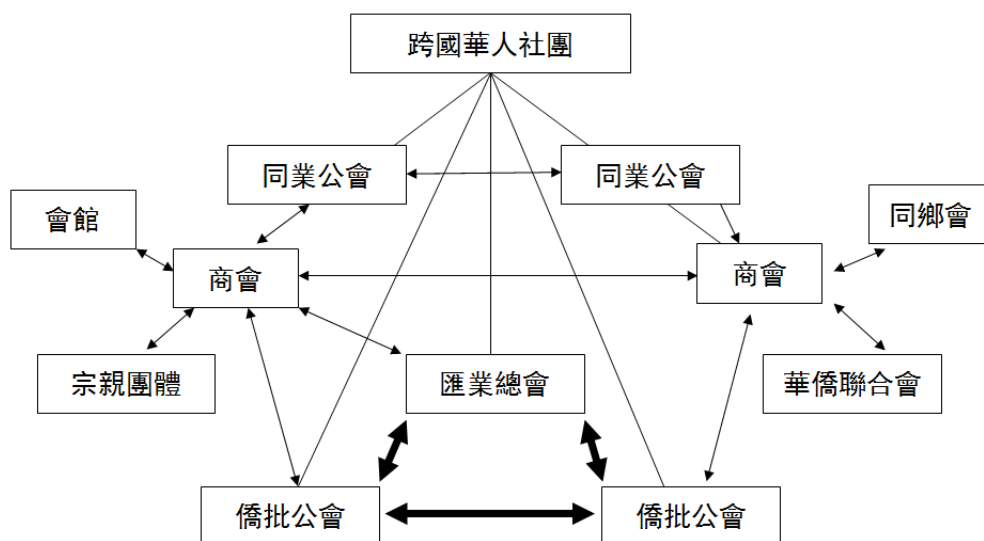 跨國華人社團
同業公會
同業公會
會館
同鄉會
商會
商會
宗親團體
匯業總會
華僑聯合會
僑批公會
僑批公會